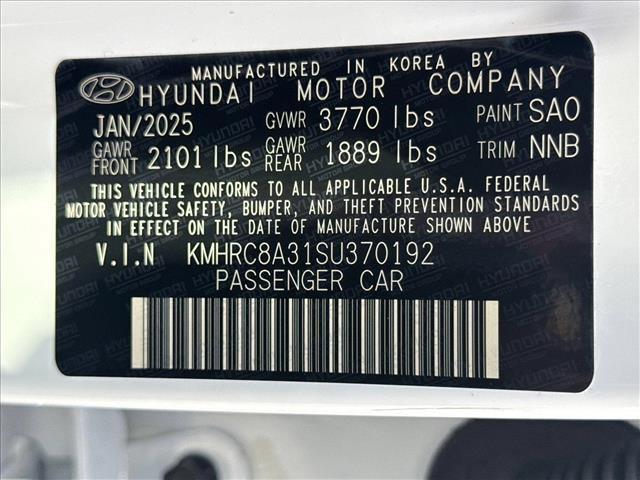 MANUFACTURED IN KOREA BY
HYUNDAI MOTOR COMPANY
JAN/2025 GVWR 3770 lbs PAINT SAO
GAWR FRONT 2101 lbs GAWR REAR 1889 lbs TRIM NNB
THIS VEHICLE CONFORMS TO ALL APPLICABLE U.S.A. FEDERAL
MOTOR VEHICLE SAFETY, BUMPER, AND THEFT PREVENTION STANDARDS
IN EFFECT ON THE DATE OF MANUFACTURE SHOWN ABOVE
V.I.N KMHRC8A31SU370192
PASSENGER CAR